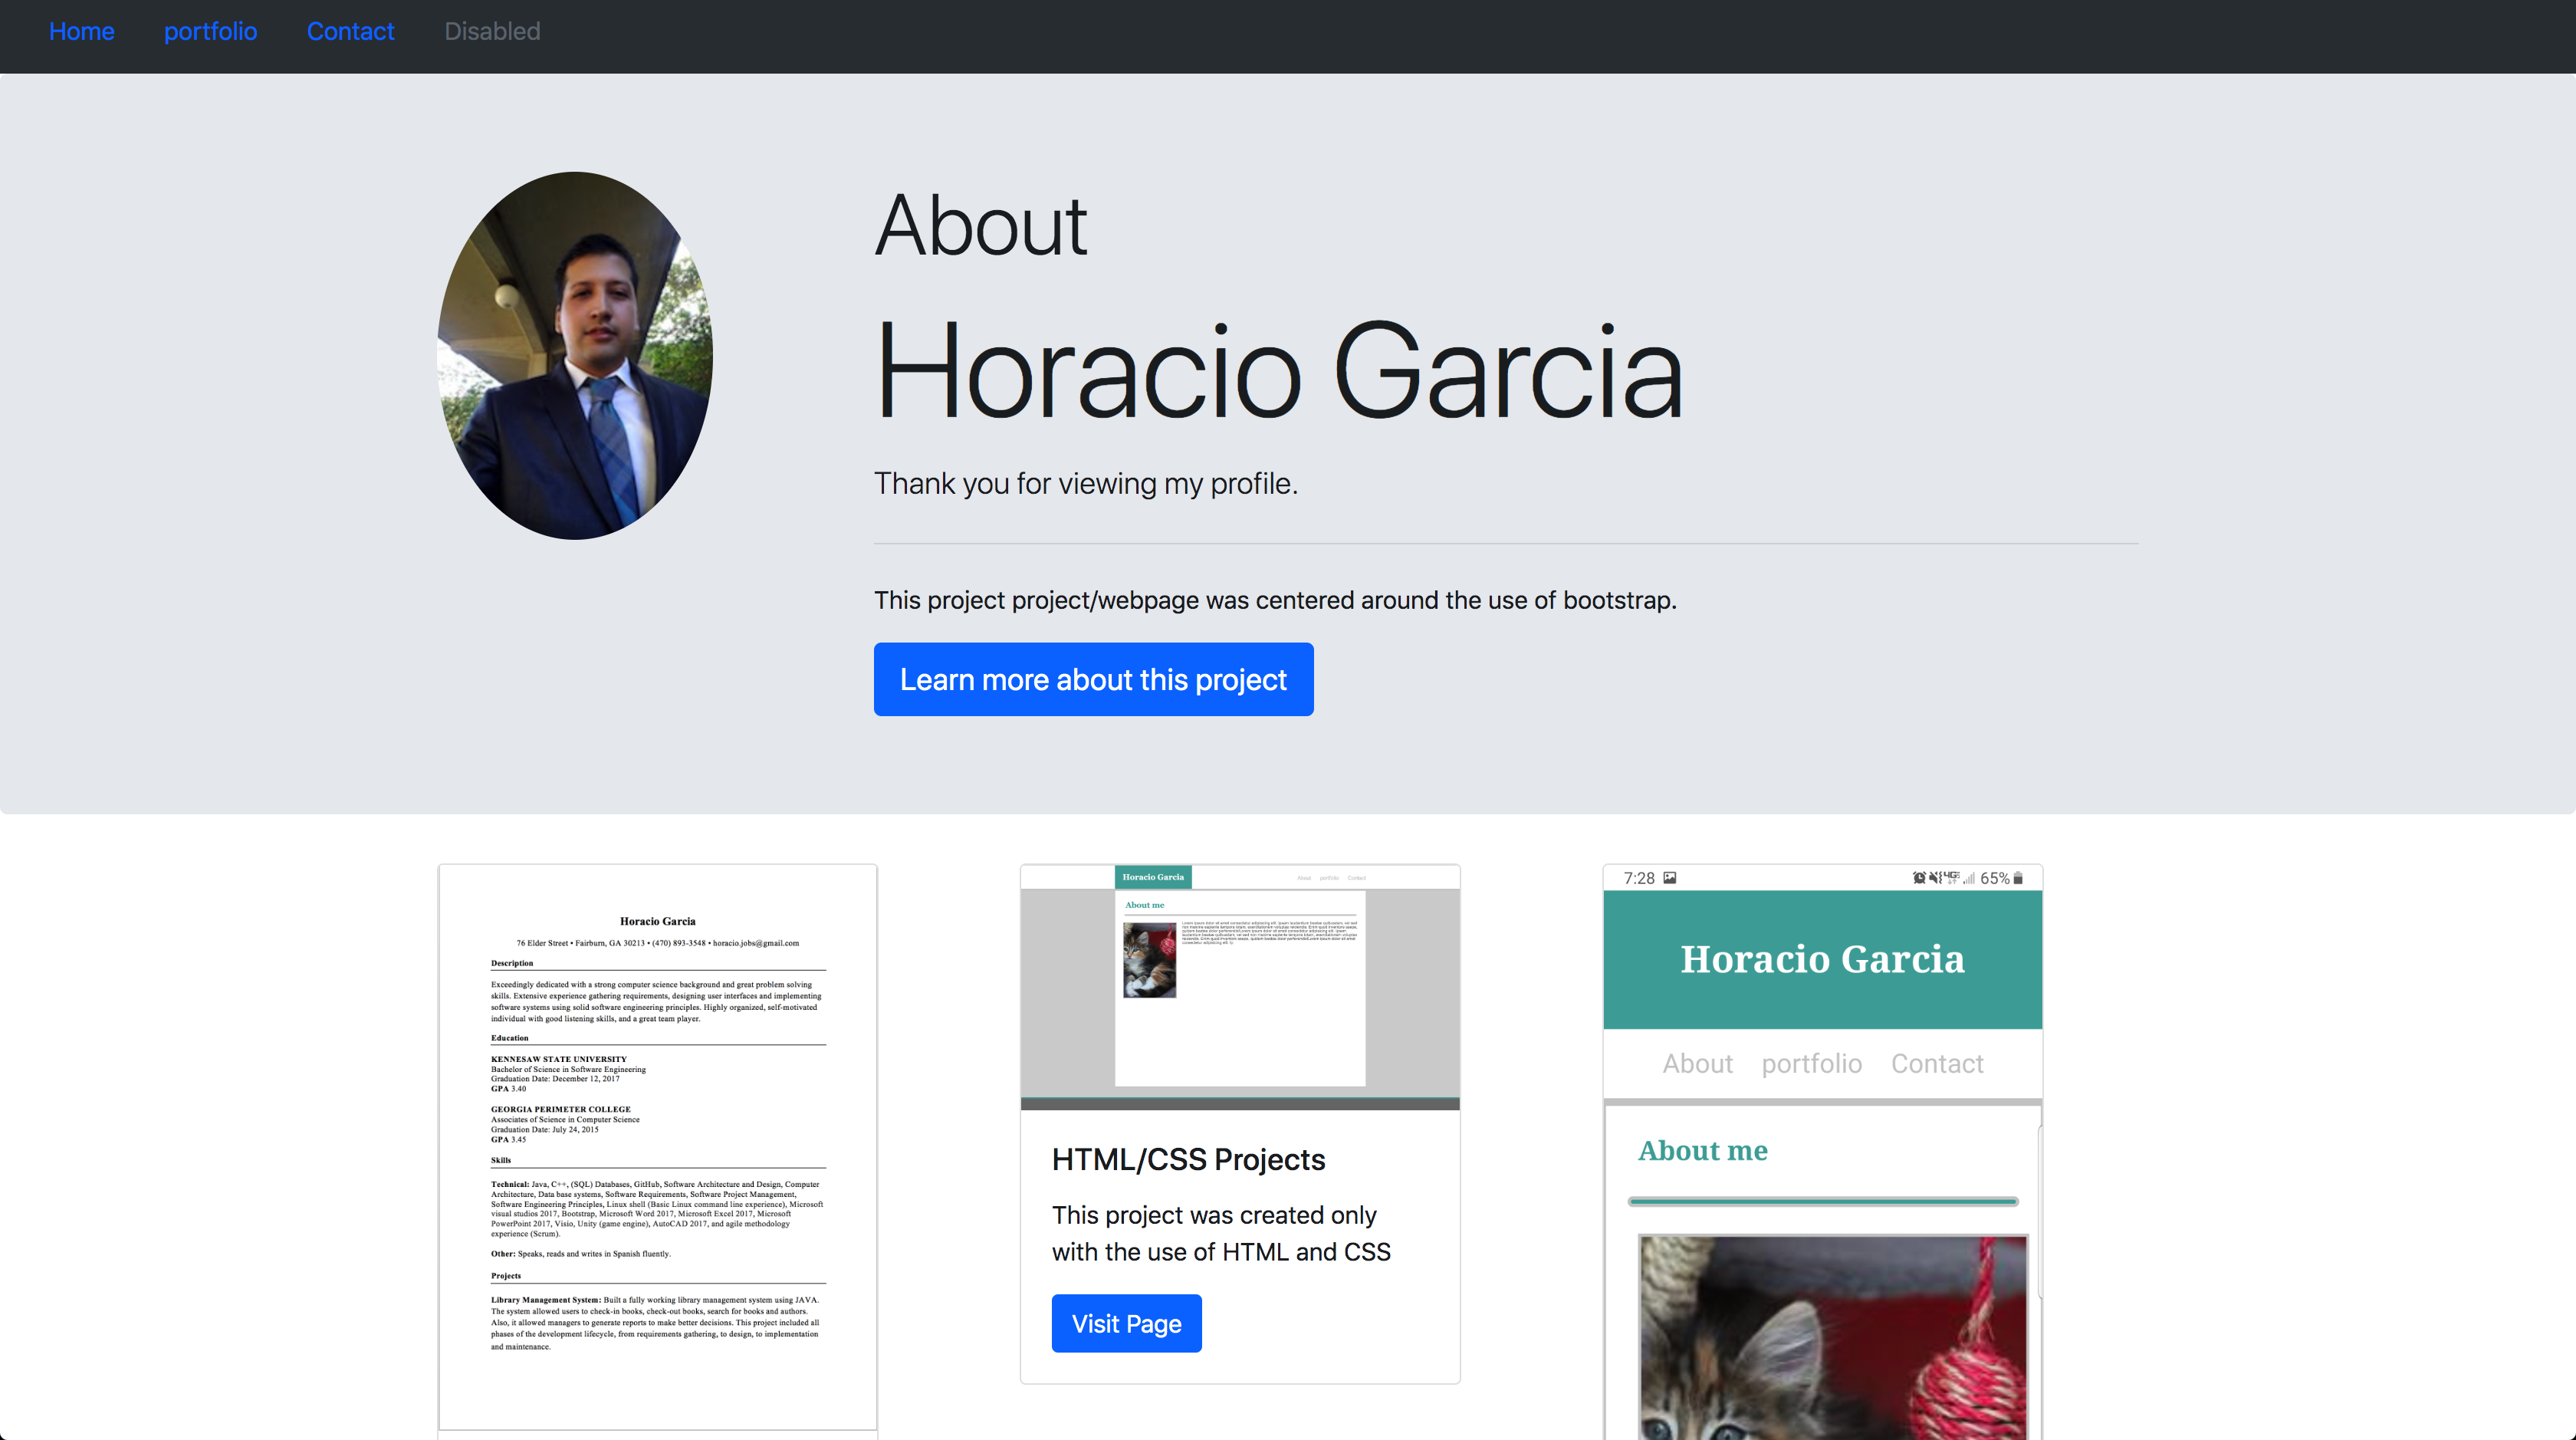 Home portfolio Contact Disabled
About
Horacio Garcia
Thank you for viewing my profile.
This project project/webpage was centered around the use of bootstrap.
Learn more about this project
Horacio Garcia
76 Elder Street • Fairburn, GA 30213 • (470) 893-3548 • horacio.jobs@gmail.com
Description
Exceedingly dedicated with a strong computer science background and great problem solving
skills. Extensive experience gathering requirements, designing user interfaces and implementing
software systems using solid software engineering principles. Highly organized, self-motivated
individual with good listening skills, and a great team player.
Education
KENNESAW STATE UNIVERSITY
Bachelor of Science in Software Engineering
Graduation Date: December 12, 2017
GPA 3.40
GEORGIA PERIMETER COLLEGE
Associates of Science in Computer Science
Graduation Date: July 24, 2015
GPA 3.45
Skills
Technical: Java, C++, (SQL) Databases, GitHub, Software Architecture and Design, Computer
Architecture, Data base systems, Software Requirements, Software Project Management,
Software Engineering Principles, Linux shell (Basic Linux command line experience), Microsoft
visual studios 2017, Bootstrap, Microsoft Word 2017, Microsoft Excel 2017, Microsoft
PowerPoint 2017, Visio, Unity (game engine), AutoCAD 2017, and agile methodology
experience (Scrum).
Other: Speaks, reads and writes in Spanish fluently.
Projects
Library Management System: Built a fully working library management system using JAVA.
The system allowed users to check-in books, check-out books, search for books and authors.
Also, it allowed managers to generate reports to make better decisions. This project included all
phases of the development lifecycle, from requirements gathering, to design, to implementation
and maintenance.
Horacio Garcia
About portfolio Contact
About me
HTML/CSS Projects
This project was created only
with the use of HTML and CSS
Visit Page
7:28 65%
Horacio Garcia
About portfolio Contact
About me